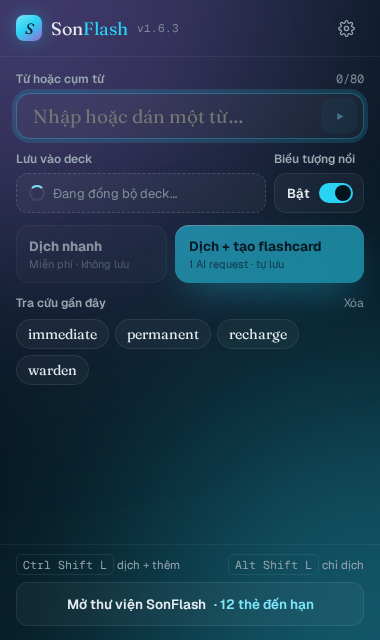 S SonFlash v1.6.3
Từ hoặc cụm từ 0/80
Nhập hoặc dán một từ...
Lưu vào deck Biểu tượng nổi
Đang đồng bộ deck... Bật
Dịch nhanh Dịch + tạo flashcard
Miễn phí · không lưu 1 AI request · tự lưu
Tra cứu gần đây Xóa
immediate permanent recharge
warden
Ctrl Shift L dịch + thêm Alt Shift L chỉ dịch
Mở thư viện SonFlash · 12 thẻ đến hạn